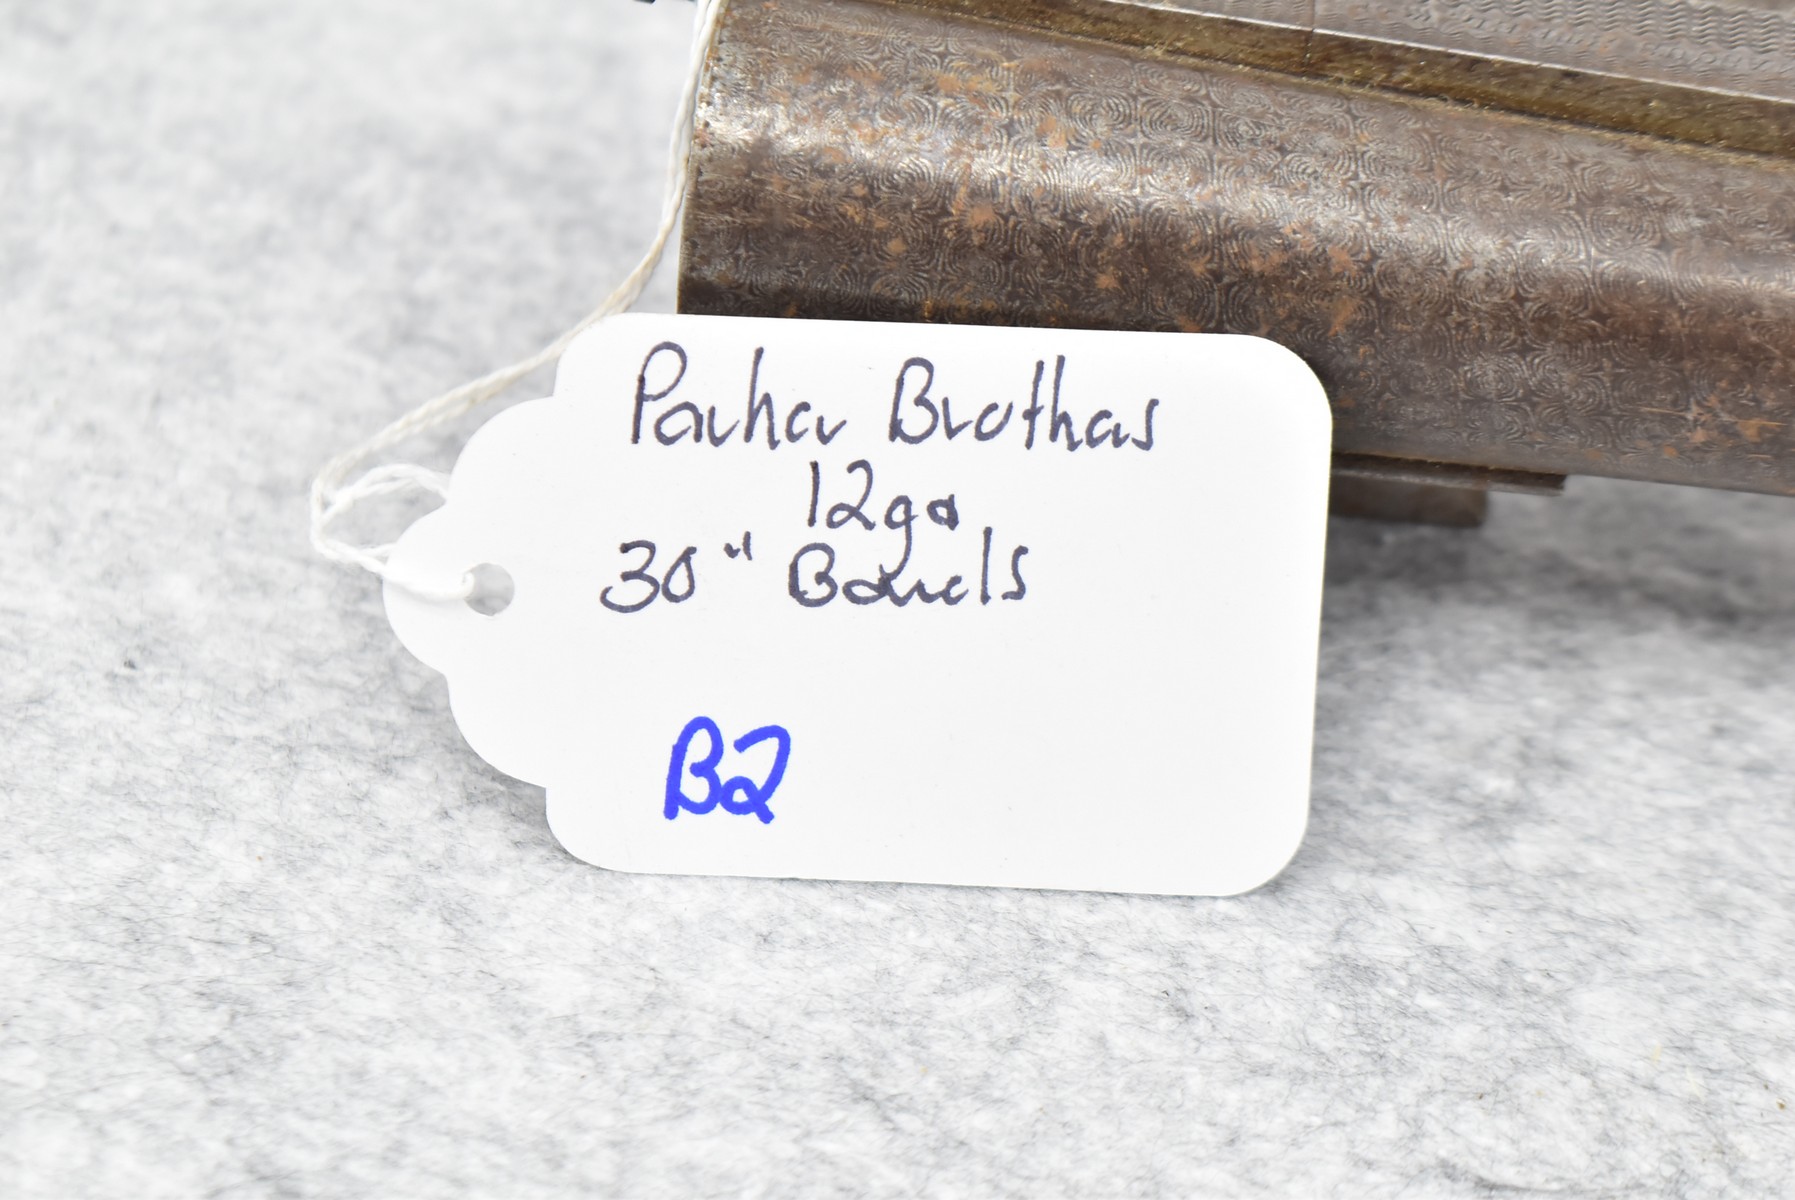 Parker Brothers
12ga
30" Barrels
B2